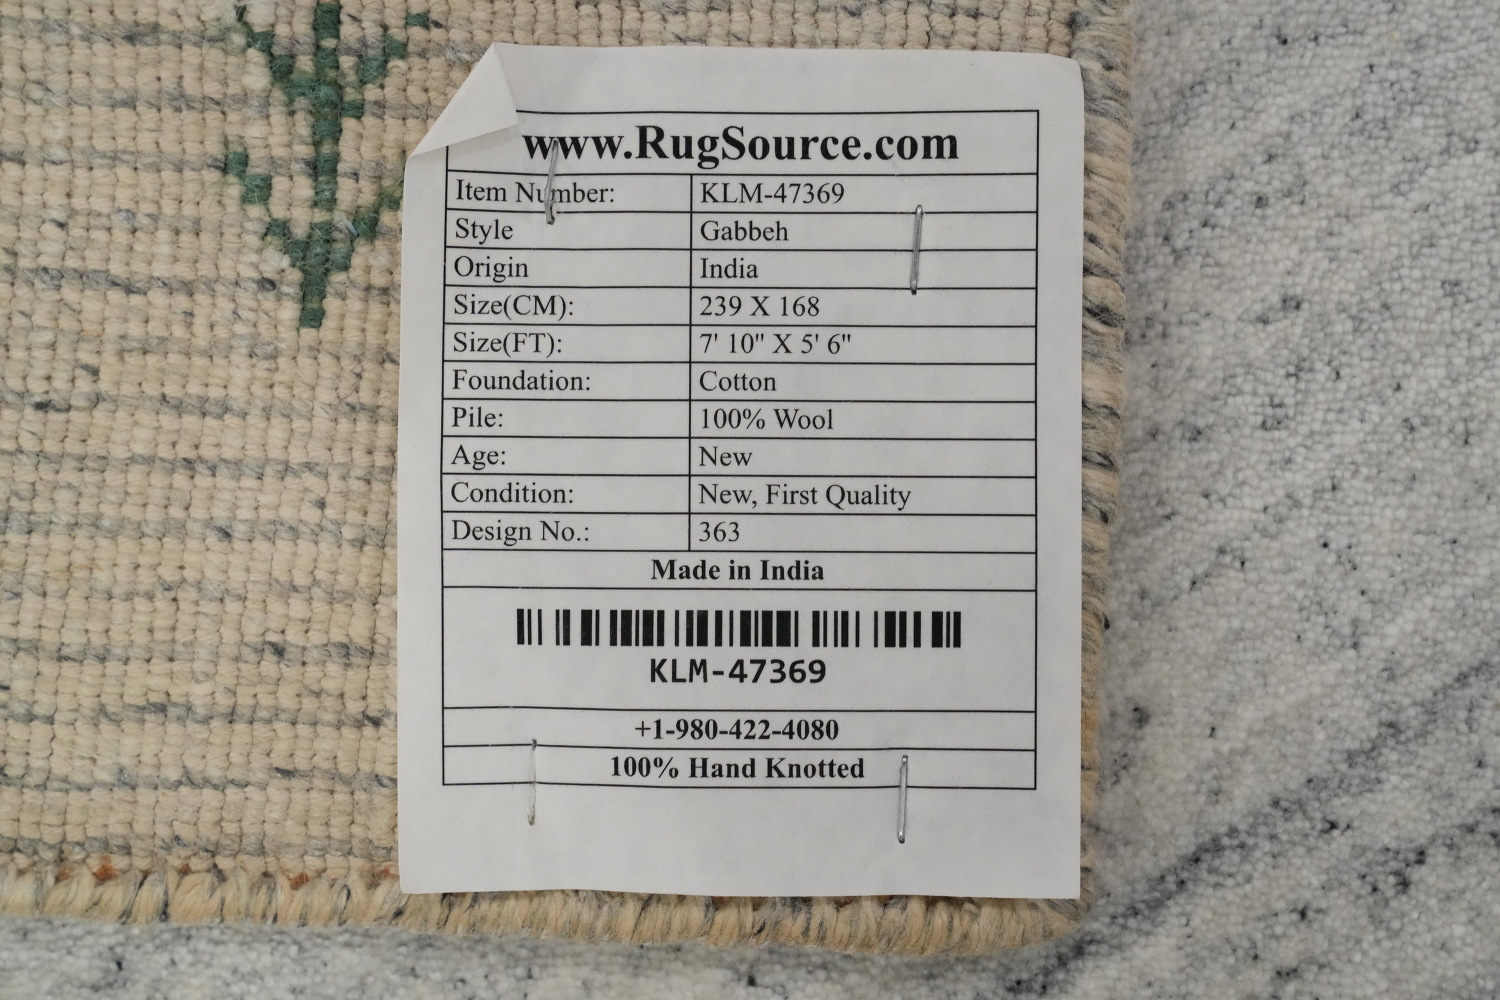 www.RugSource.com
Item Number: KLM-47369
Style Gabbeh
Origin India
Size(CM): 239 X 168
Size(FT): 7' 10" X 5' 6"
Foundation: Cotton
Pile: 100% Wool
Age: New
Condition: New, First Quality
Design No.: 363
Made in India
KLM-47369
+1-980-422-4080
100% Hand Knotted